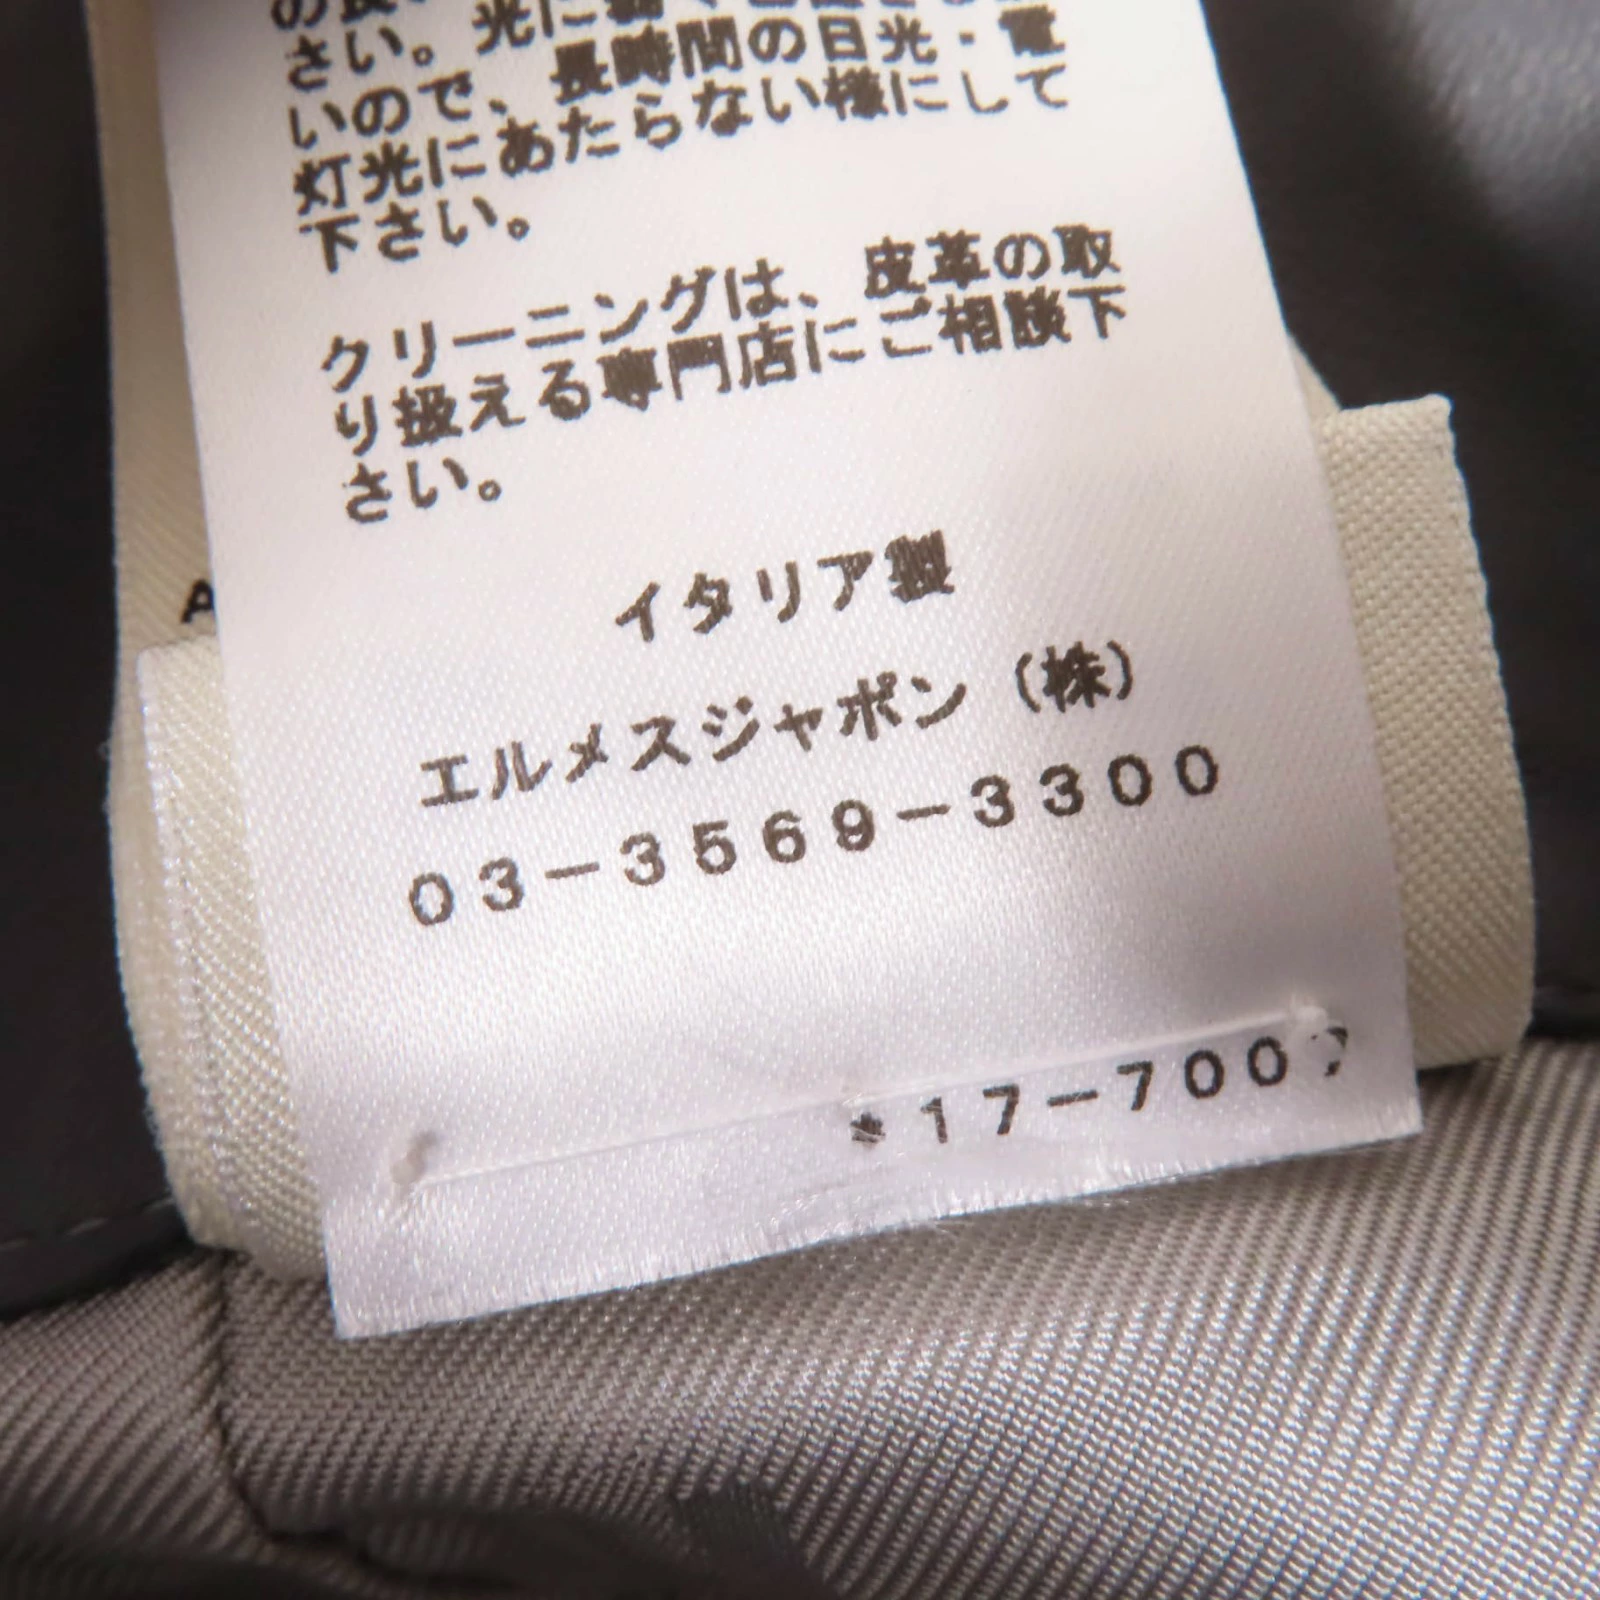 さい。光に
いので、長時間の日光・電
灯光にあたらない様にして
下さい。
クリーニングは、皮革の取
り扱える専門店にご相談下
さい。
イタリア製
エルメスジャポン（株）
03-3569-3300
*17-700
A